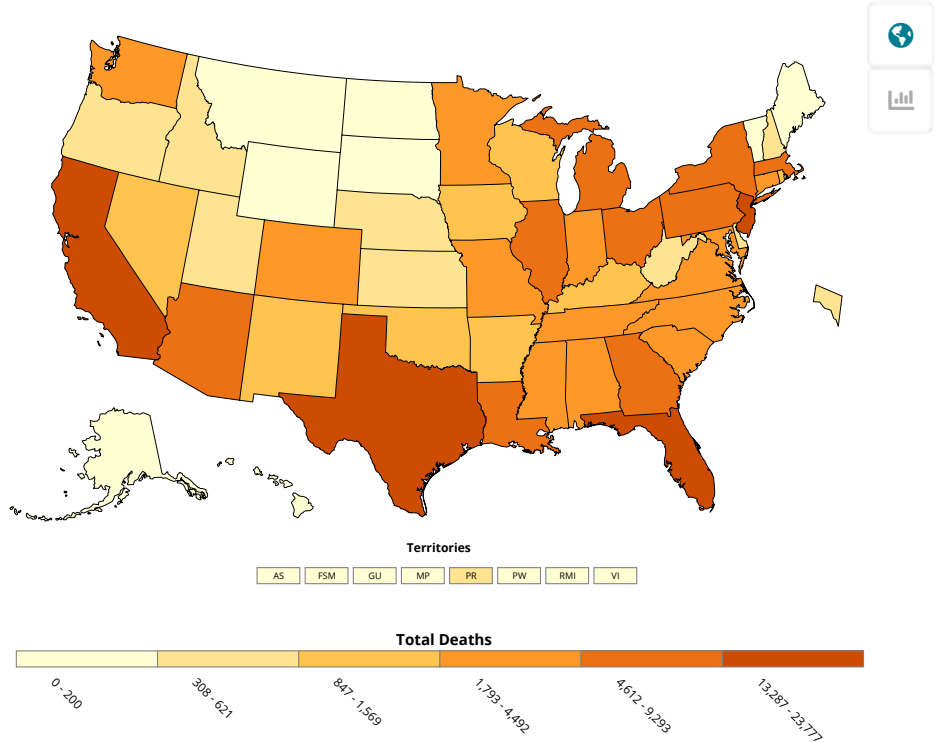 Territories
AS FSM GU MP PR PW RMI VI
Total Deaths
0 - 200 308 - 621 847 - 1,569 1,793 - 4,492 4,612 - 9,293 13,287 - 23,777